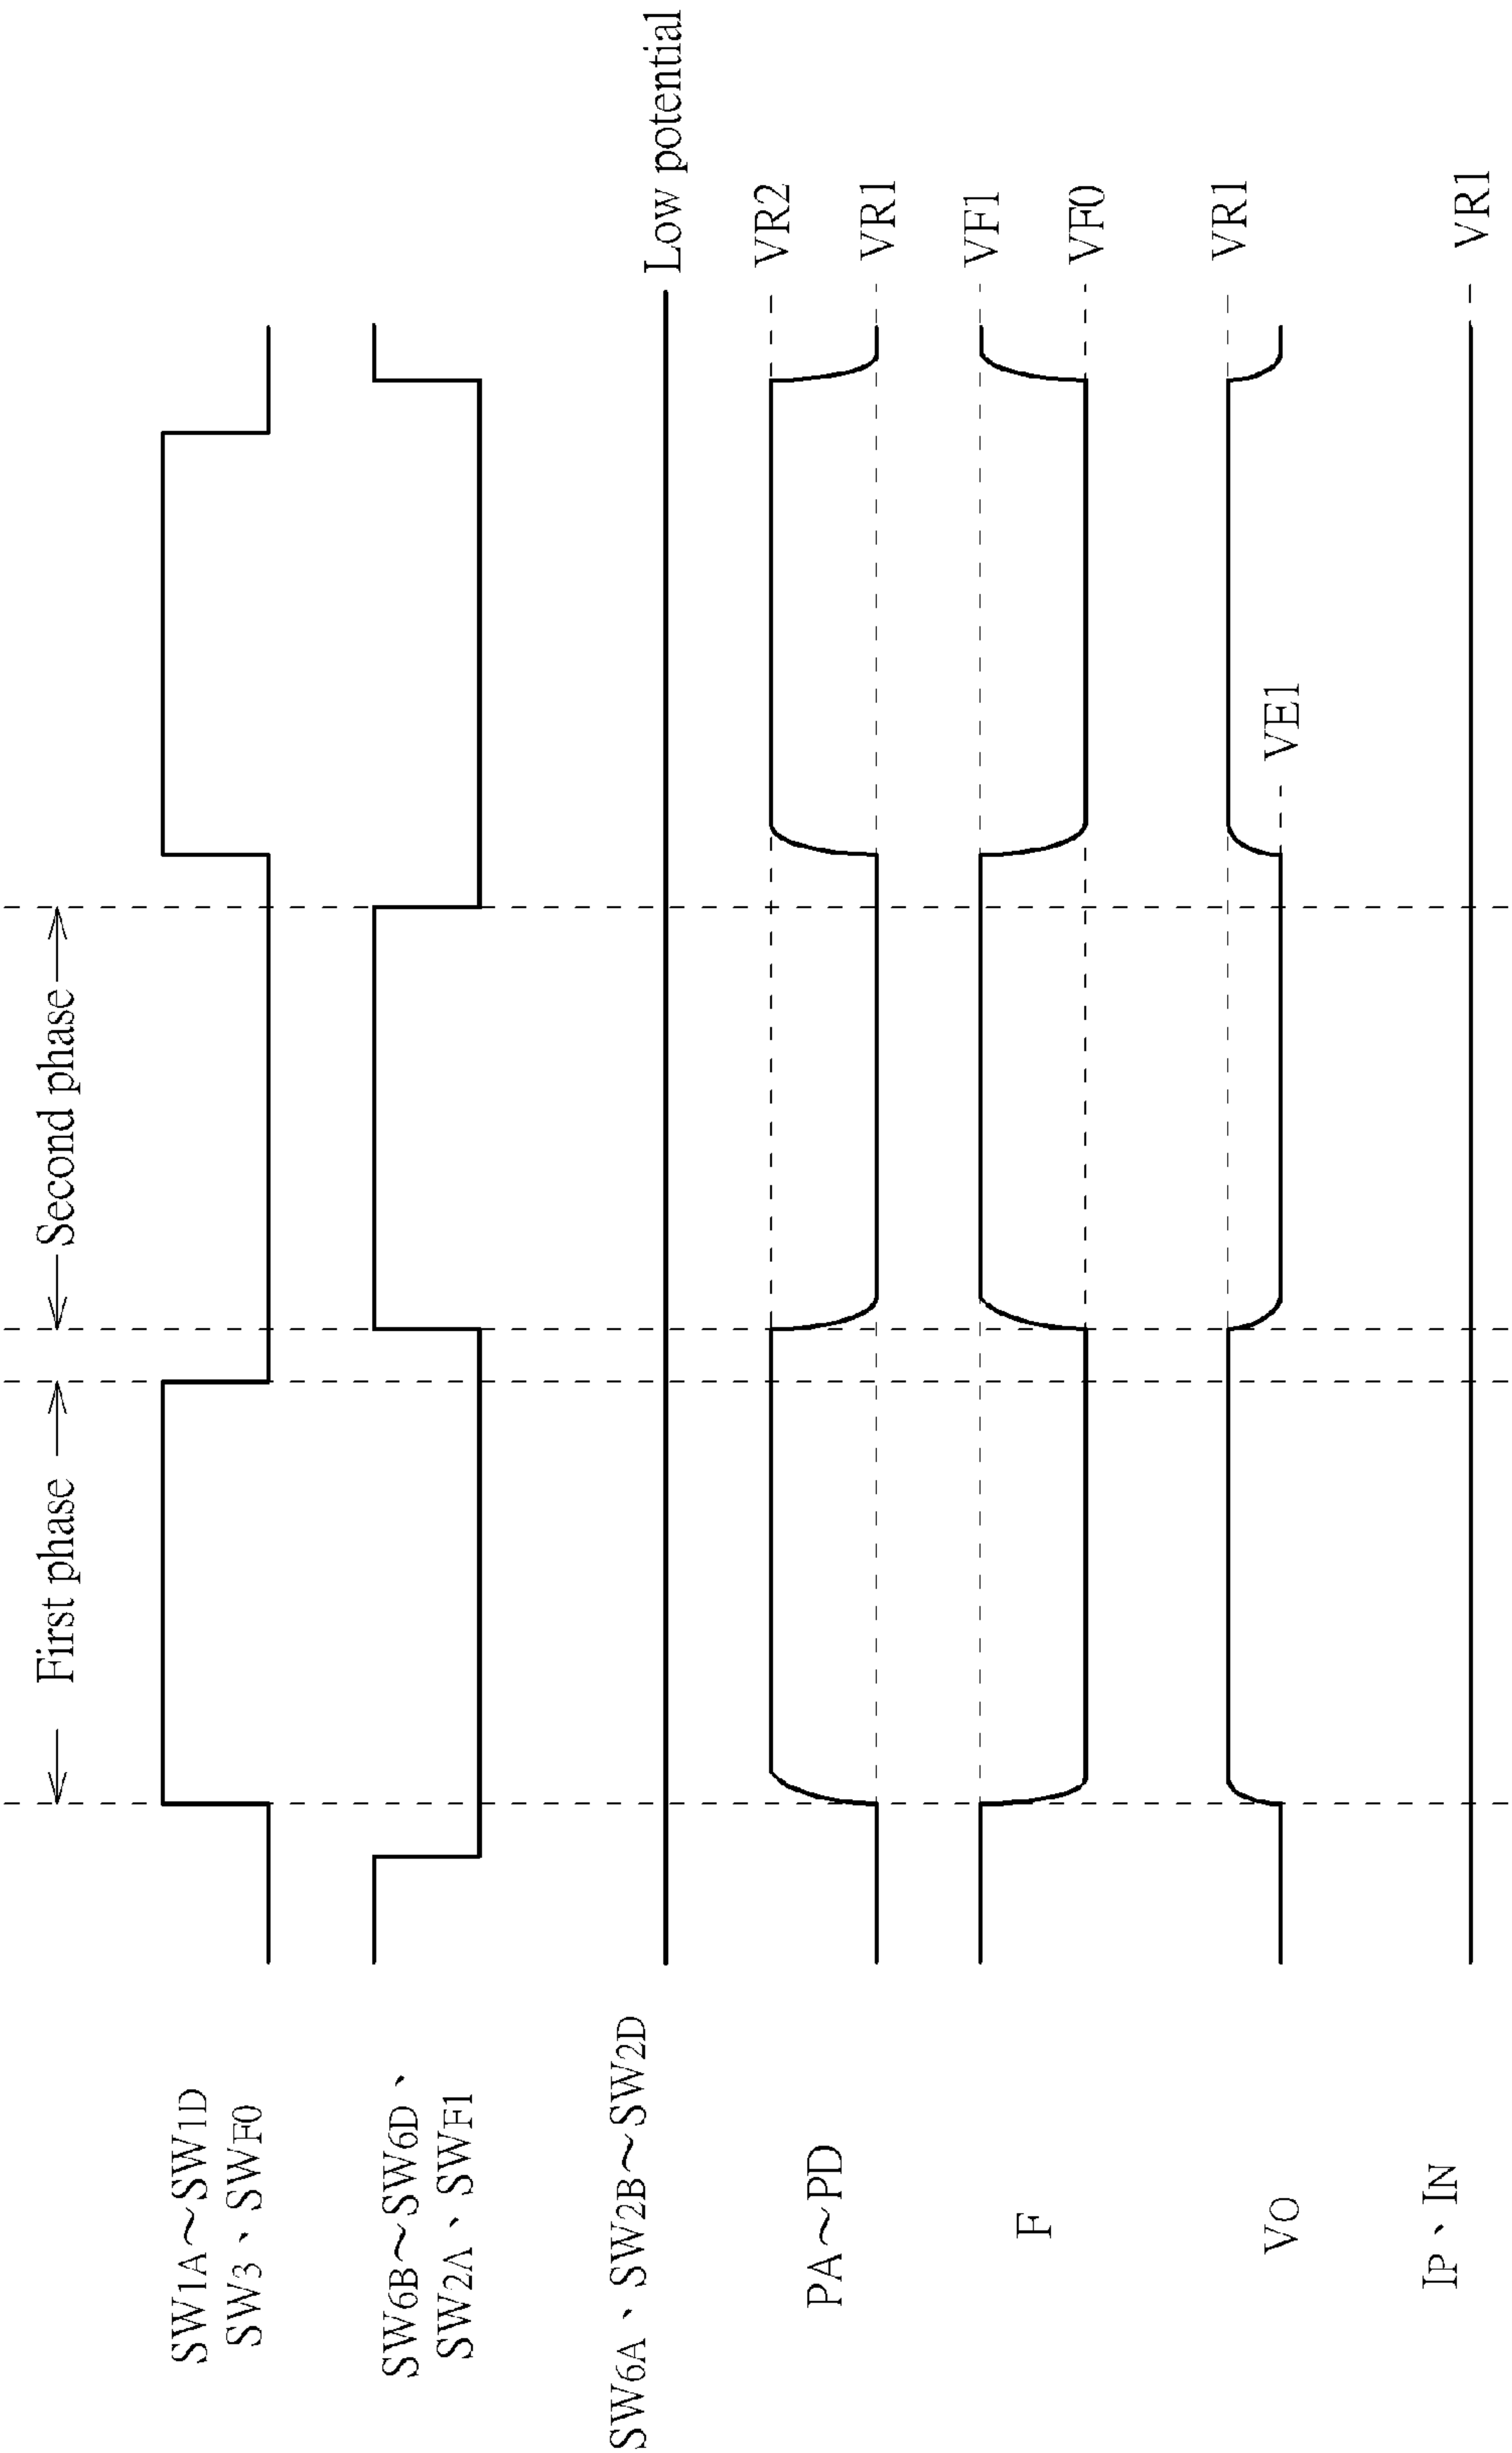 First phase
Second phase
SW1A～SW1D
SW3、SWF0
SW6B～SW6D、
SW2A、SWF1
SW6A、SW2B～SW2D
Low potential
PA～PD
VR2
VR1
F
VF1
VF0
VO
VR1
VE1
IP、IN
VR1